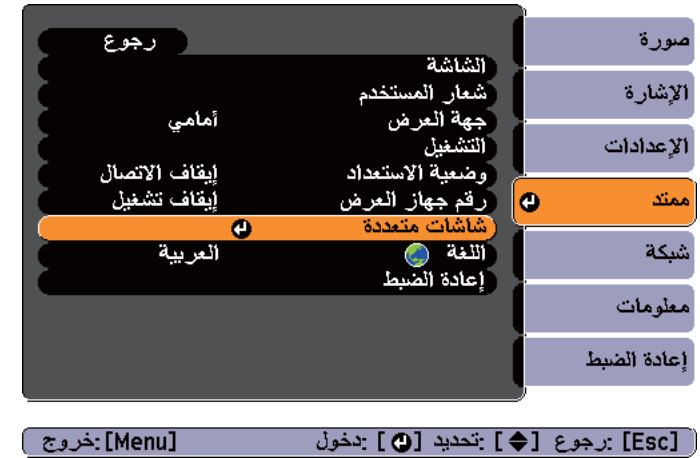 صورة
الإشارة
الإعدادات
ممتد
شبكة
معلومات
إعادة الضبط
رجوع
الشاشة
شعار المستخدم
جهة العرض أمامي
التشغيل
وضعية الاستعداد إيقاف الاتصال
رقم جهاز العرض إيقاف تشغيل
شاشات متعددة
اللغة العربية
إعادة الضبط
[Esc] :رجوع [◆] :تحديد [↵] :دخول [Menu] :خروج